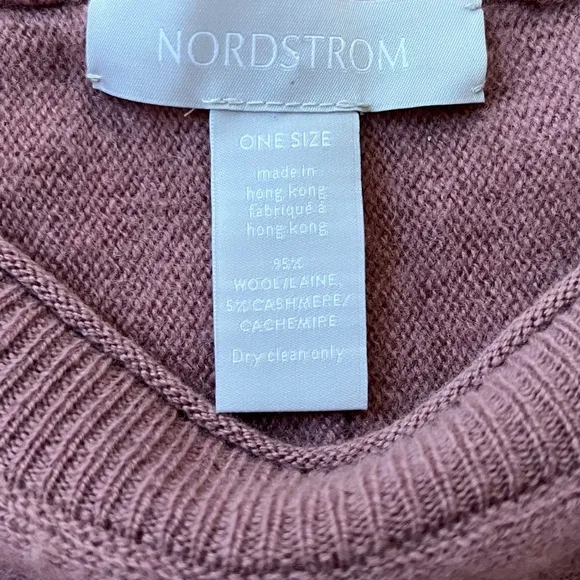 NORDSTROM
ONE SIZE
made in
hong kong
fabriqué à
hong kong
95%
WOOL/LAINE,
5% CASHMERE/
CACHEMIRE
Dry clean only